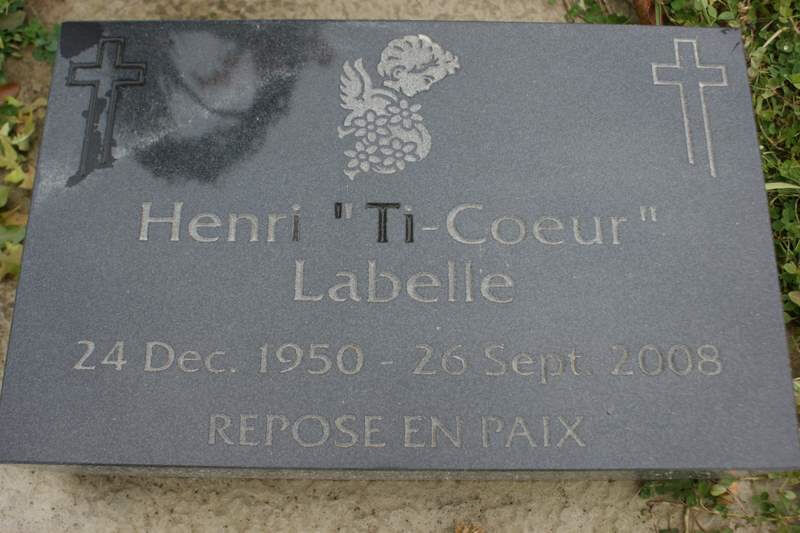 Henri "Ti-Coeur"
Labelle
24 Dec. 1950 - 26 Sept. 2008
REPOSE EN PAIX